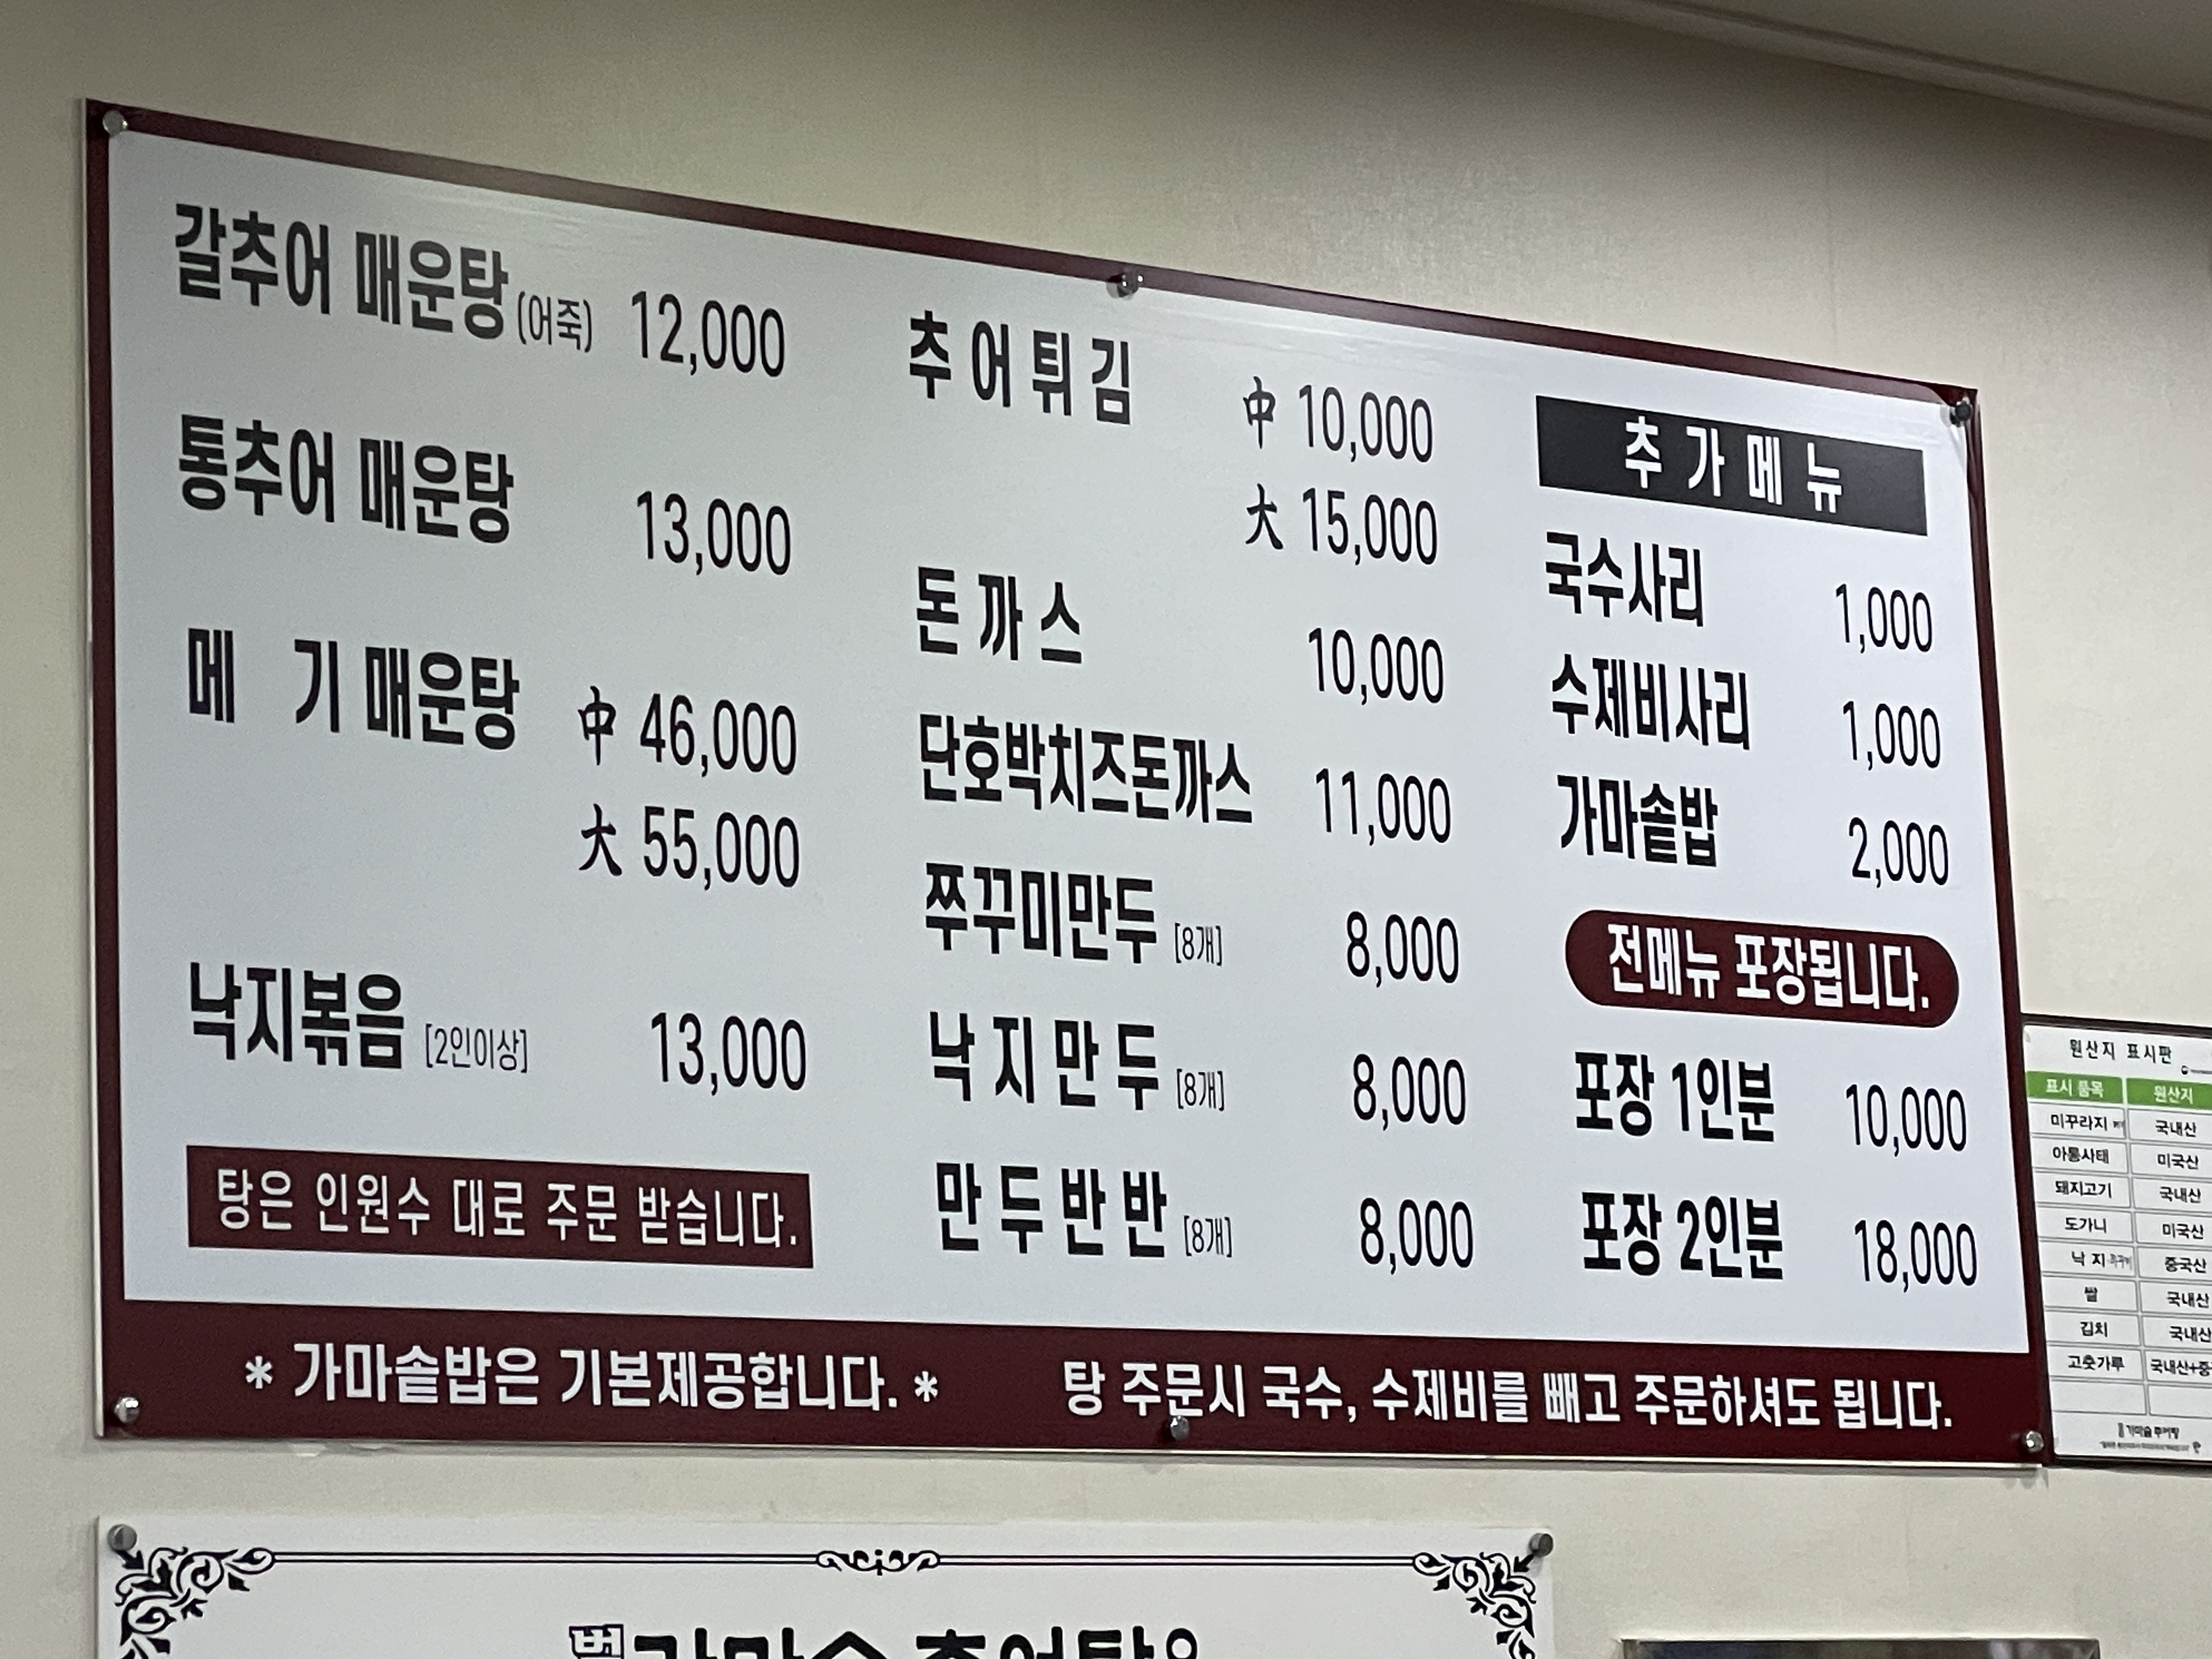 갈추어 매운탕 (어죽) 12,000
통추어 매운탕 13,000
메 기 매운탕 中 46,000
大 55,000
낙지볶음 [2인이상] 13,000
탕은 인원수 대로 주문 받습니다.
추어튀김 中 10,000
大 15,000
돈까스 10,000
단호박치즈돈까스 11,000
쭈꾸미만두 [8개] 8,000
낙지만두 [8개] 8,000
만두반반 [8개] 8,000
추가메뉴
국수사리 1,000
수제비사리 1,000
가마솥밥 2,000
전메뉴 포장됩니다.
포장 1인분 10,000
포장 2인분 18,000
* 가마솥밥은 기본제공합니다. * 탕 주문시 국수, 수제비를 빼고 주문하셔도 됩니다.
원산지 표시판
표시 품목 원산지
미꾸라지 국내산
아롱사태 미국산
돼지고기 국내산
도가니 미국산
낙 지 중국산
쌀 국내산
김치 국내산
고춧가루 국내산+중